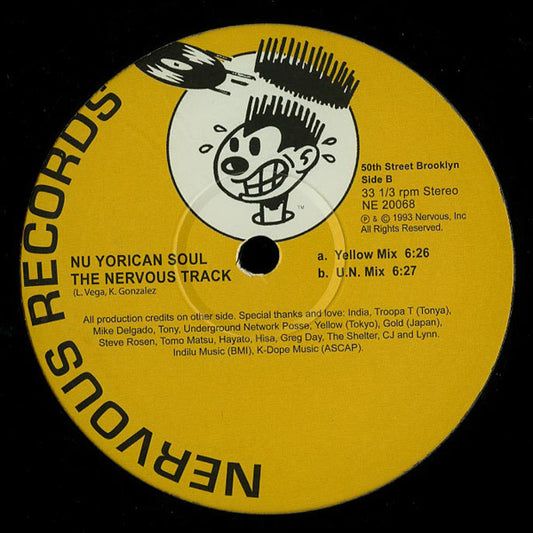 NERVOUS RECORDS
TM
50th Street Brooklyn
Side B
33 1/3 rpm Stereo
NE 20068
℗ & © 1993 Nervous, Inc
All Rights Reserved.
NU YORICAN SOUL
THE NERVOUS TRACK
(L. Vega, K. Gonzalez
a. Yellow Mix 6:26
b. U.N. Mix 6:27
All production credits on other side. Special thanks and love: India, Troopa T (Tonya),
Mike Delgado, Tony, Underground Network Posse, Yellow (Tokyo), Gold (Japan),
Steve Rosen, Tomo Matsu, Hayato, Hisa, Greg Day, The Shelter, CJ and Lynn.
Indilu Music (BMI), K-Dope Music (ASCAP).